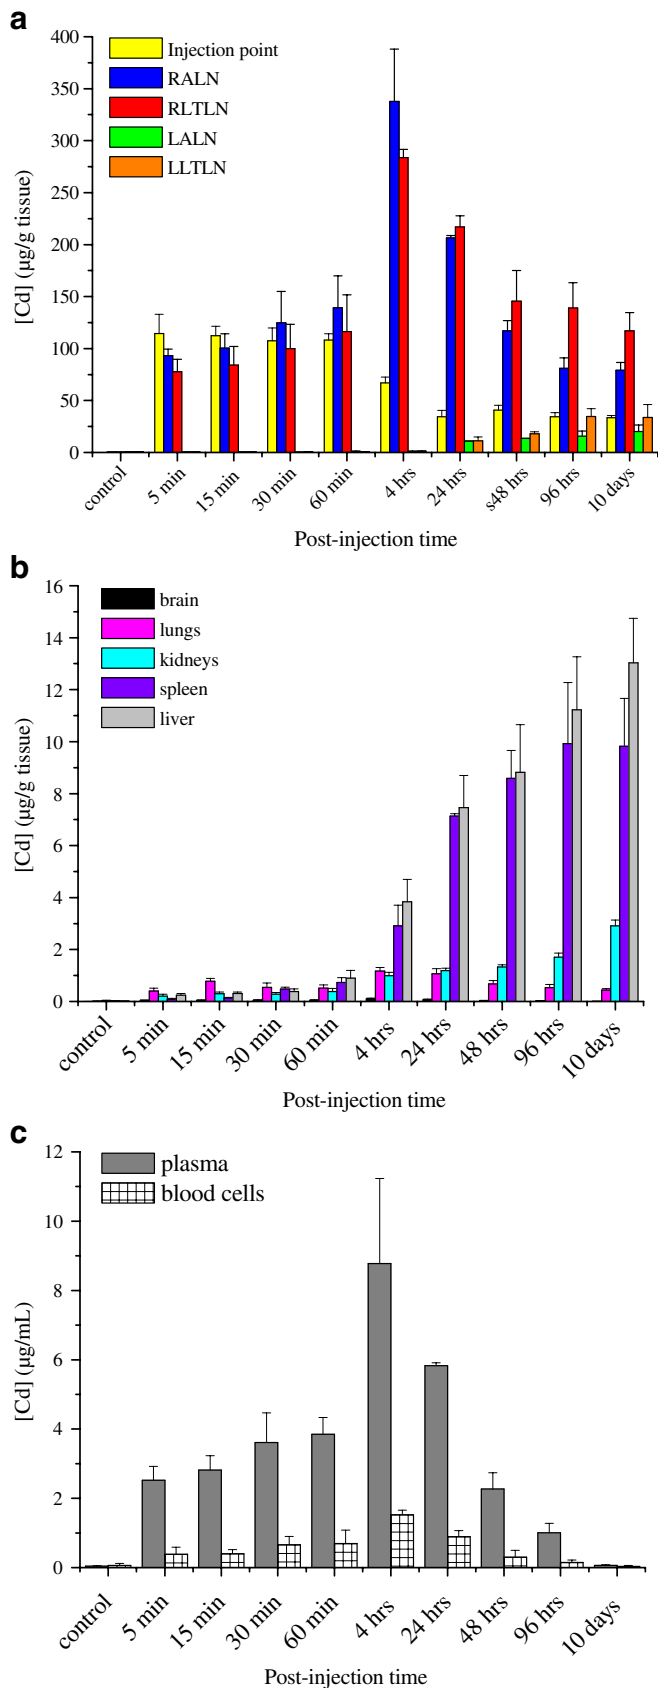 a
400
350
300
250
200
150
100
50
0
[Cd] (μg/g tissue)
Injection point
RALN
RLTLN
LALN
LLTLN
control
5 min
15 min
30 min
60 min
4 hrs
24 hrs
s48 hrs
96 hrs
10 days
Post-injection time
b
16
14
12
10
8
6
4
2
0
[Cd] (μg/g tissue)
brain
lungs
kidneys
spleen
liver
control
5 min
15 min
30 min
60 min
4 hrs
24 hrs
48 hrs
96 hrs
10 days
Post-injection time
c
12
10
8
6
4
2
0
[Cd] (μg/mL)
plasma
blood cells
control
5 min
15 min
30 min
60 min
4 hrs
24 hrs
48 hrs
96 hrs
10 days
Post-injection time